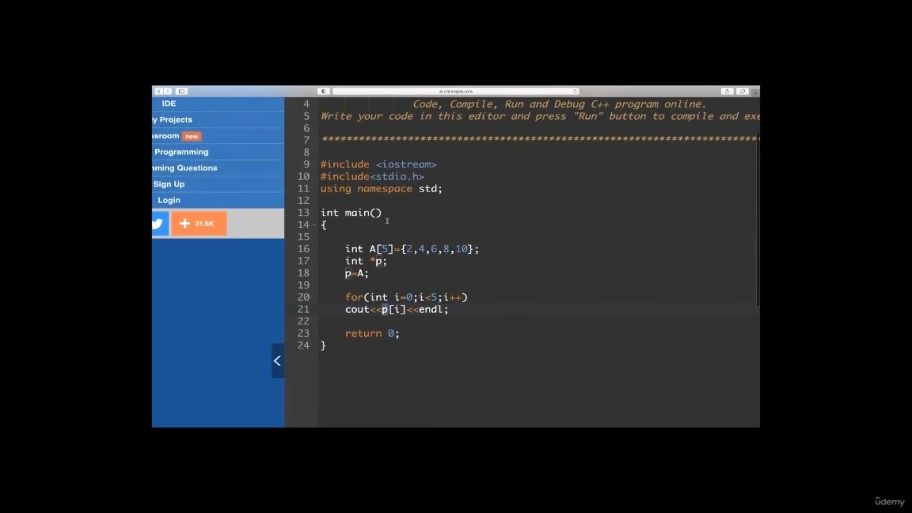 IDE
y Projects
ssroom new
Programming
ming Questions
Sign Up
Login
31.5K
4 Code, Compile, Run and Debug C++ program online.
5 Write your code in this editor and press "Run" button to compile and exe
6
7 *******************************************************************************
8
9 #include <iostream>
10 #include<stdio.h>
11 using namespace std;
12
13 int main()
14 {
15
16 int A[5]={2,4,6,8,10};
17 int *p;
18 p=A;
19
20 for(int i=0;i<5;i++)
21 cout<<p[i]<<endl;
22
23 return 0;
24 }
ûdemy